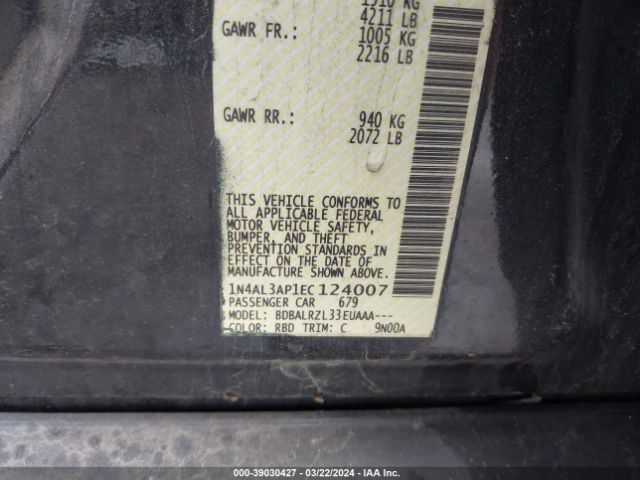 1910 KG
4211 LB
GAWR FR.: 1005 KG
2216 LB
GAWR RR.: 940 KG
2072 LB
THIS VEHICLE CONFORMS TO
ALL APPLICABLE FEDERAL
MOTOR VEHICLE SAFETY,
BUMPER, AND THEFT
PREVENTION STANDARDS IN
EFFECT ON THE DATE OF
MANUFACTURE SHOWN ABOVE.
1N4AL3AP1EC124007
PASSENGER CAR 679
MODEL: BDBALRZL33EUAAA---
COLOR: RBD TRIM: C 9N00A
000-39030427 - 03/22/2024 - IAA Inc.